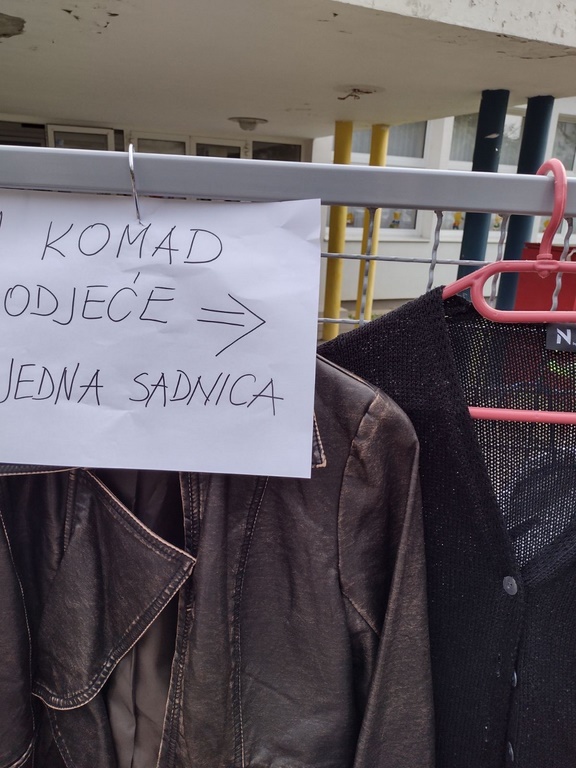 KOMAD
ODJEĆE ⇒
JEDNA SADNICA
N